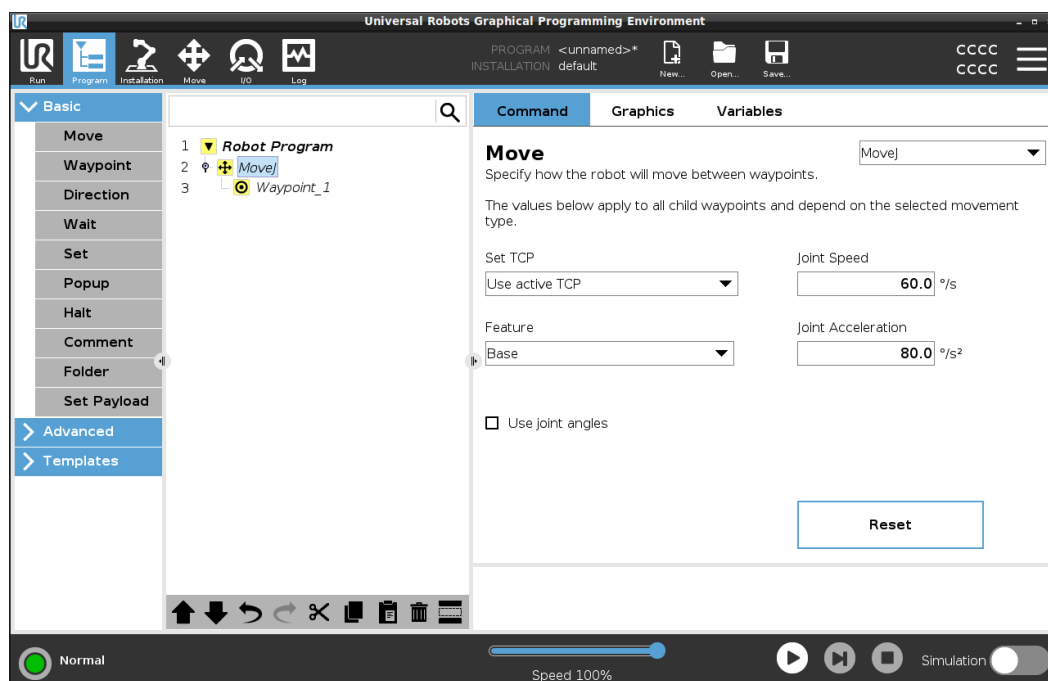 UR
Universal Robots Graphical Programming Environment
UR
Run
Program
Installation
Move
I/O
Log
PROGRAM <unnamed>*
INSTALLATION default
New...
Open...
Save...
CCCC
CCCC
Basic
Move
Waypoint
Direction
Wait
Set
Popup
Halt
Comment
Folder
Set Payload
Advanced
Templates
1 Robot Program
2 MoveJ
3 Waypoint_1
Command Graphics Variables
Move
MoveJ
Specify how the robot will move between waypoints.
The values below apply to all child waypoints and depend on the selected movement
type.
Set TCP
Use active TCP
Joint Speed
60.0 °/s
Feature
Base
Joint Acceleration
80.0 °/s²
Use joint angles
Reset
Normal
Speed 100%
Simulation